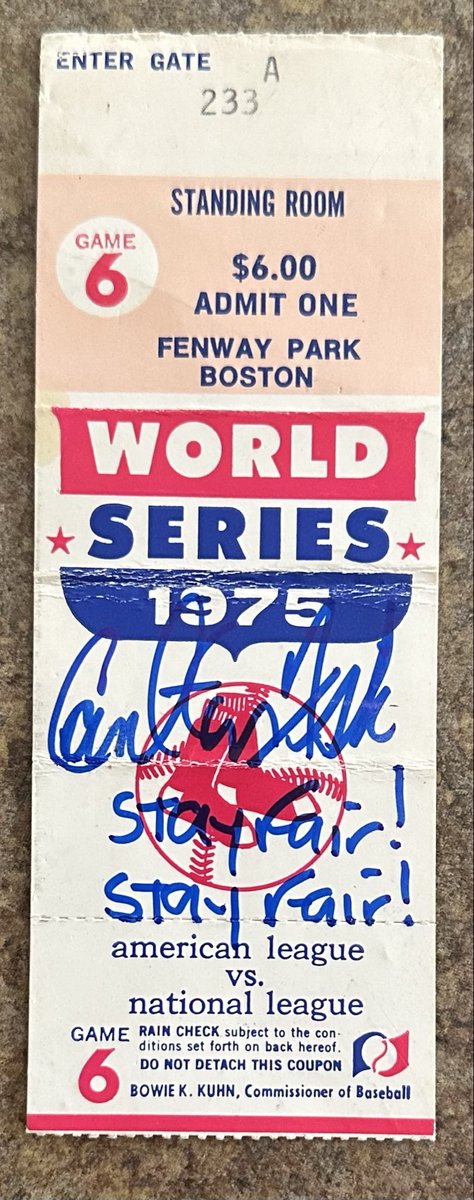 ENTER GATE A
233
STANDING ROOM
GAME
6
$6.00
ADMIT ONE
FENWAY PARK
BOSTON
WORLD
SERIES
1975
Carlton Fisk
stay fair!
stay fair!
american league
vs.
national league
GAME
6
RAIN CHECK subject to the con-
ditions set forth on back hereof.
DO NOT DETACH THIS COUPON
BOWIE K. KUHN, Commissioner of Baseball